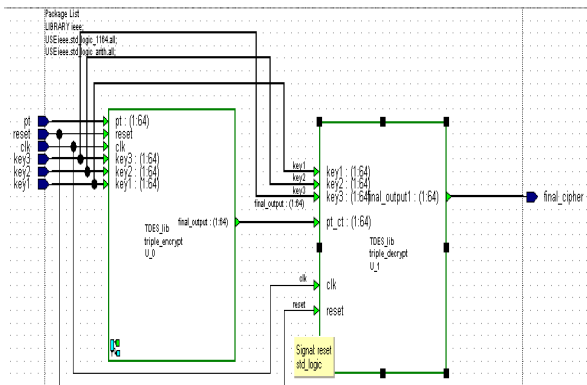 Package List
LIBRARY ieee;
USE ieee.std_logic_1164.all;
USE ieee.std_logic_arith.all;
pt
reset
clk
key3
key2
key1
pt : (1:64)
reset
clk
key3 : (1:64)
key2 : (1:64)
key1 : (1:64)
TDES_lib
triple_encrypt
U_0
final_output : (1:64)
key1
key2
key3
final_output : (1:64)
key1 : (1:64)
key2 : (1:64)
key3 : (1:64)
final_output1 : (1:64)
pt_ct : (1:64)
TDES_lib
triple_decrypt
U_1
clk
clk
reset
reset
final_cipher
Signal: reset
std_logic